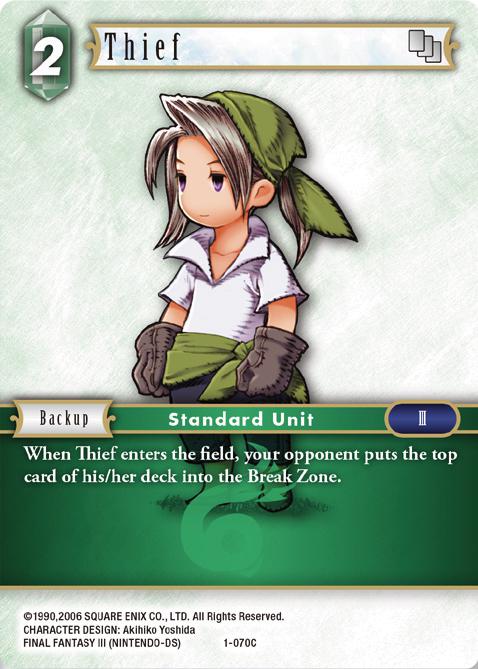 2
Thief
Backup
Standard Unit
III
When Thief enters the field, your opponent puts the top
card of his/her deck into the Break Zone.
©1990,2006 SQUARE ENIX CO., LTD. All Rights Reserved.
CHARACTER DESIGN: Akihiko Yoshida
FINAL FANTASY III (NINTENDO-DS)
1-070C